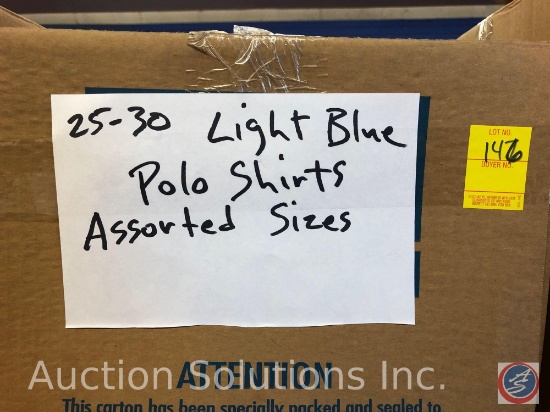 25-30 Light Blue
Polo Shirts
Assorted Sizes
LOT NO.
146
BUYER NO.
ATTENTION
Auction Solutions Inc.
This carton has been specially packed and sealed to